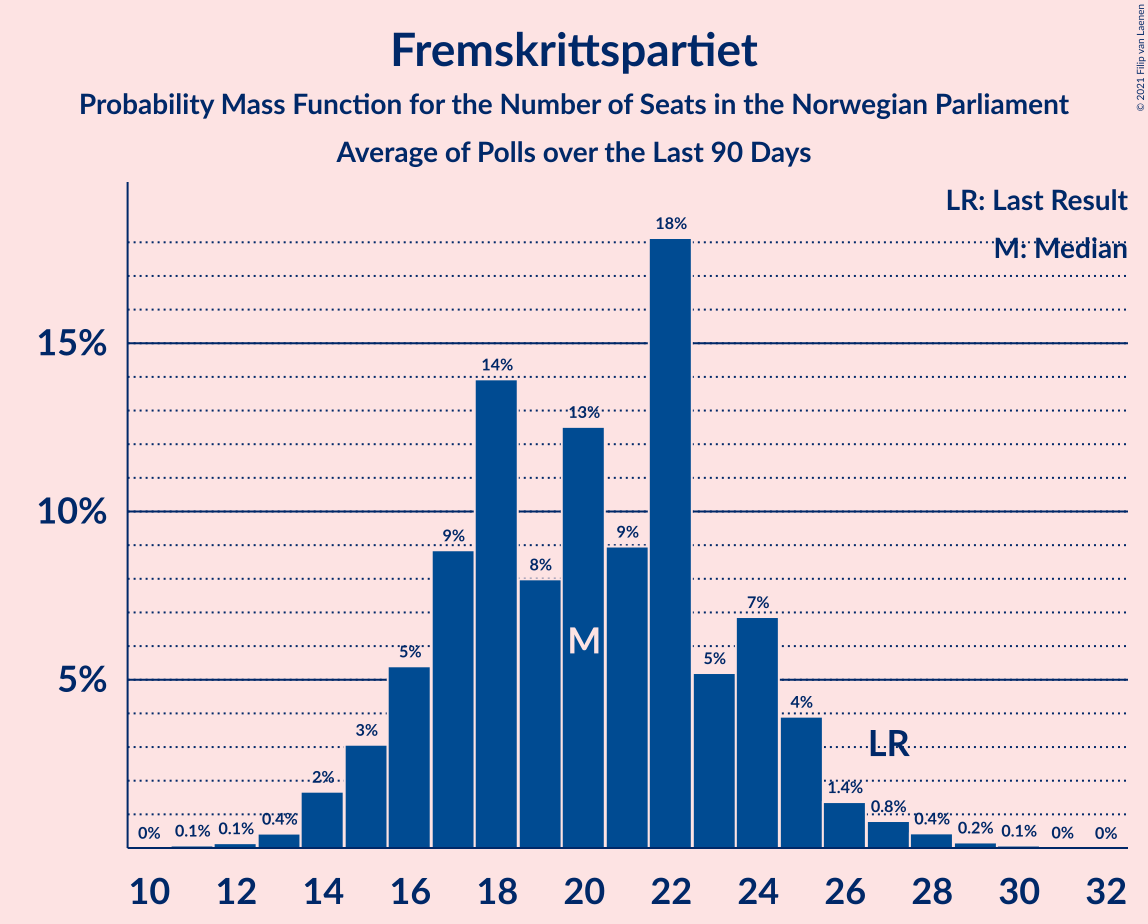 Fremskrittspartiet
Probability Mass Function for the Number of Seats in the Norwegian Parliament
Average of Polls over the Last 90 Days
© 2021 Filip van Laenen
LR: Last Result
M: Median
15%
10%
5%
0%
0.1%
0.1%
0.4%
2%
3%
5%
9%
14%
8%
13%
9%
18%
5%
7%
4%
1.4%
0.8%
0.4%
0.2%
0.1%
0%
0%
M
LR
10 12 14 16 18 20 22 24 26 28 30 32